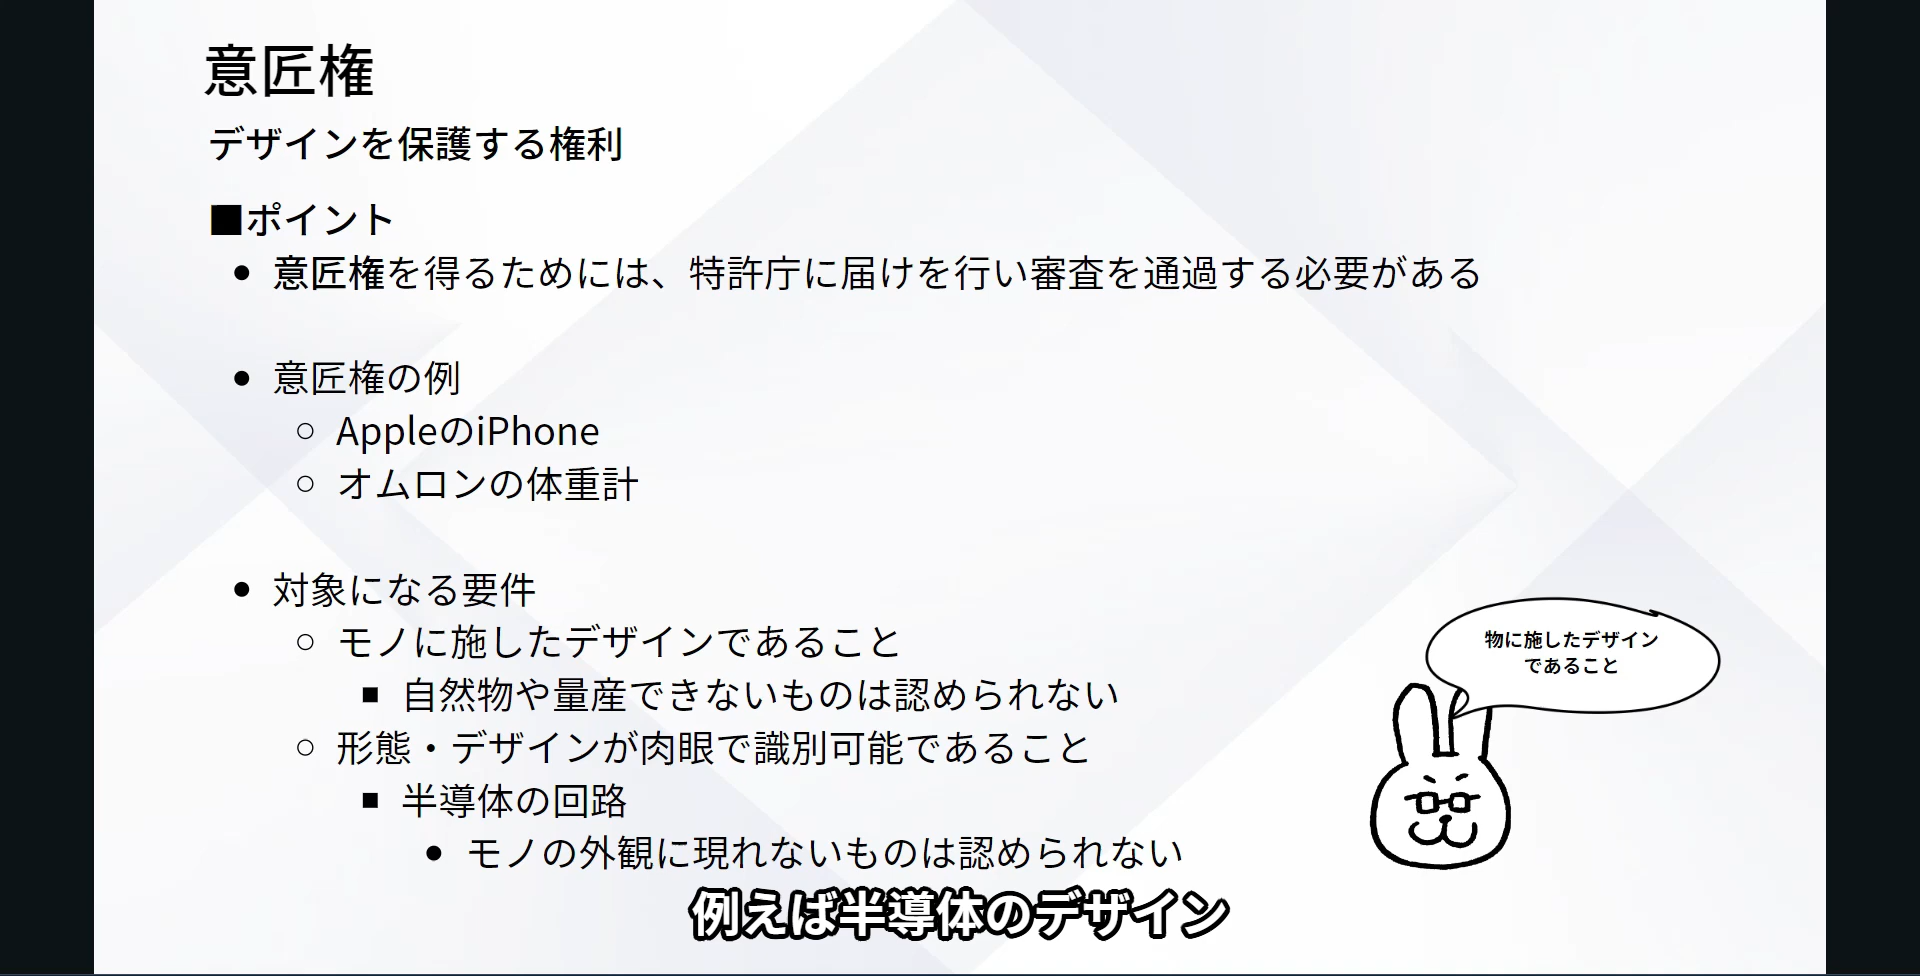 意匠権
デザインを保護する権利
■ポイント
● 意匠権を得るためには、特許庁に届けを行い審査を通過する必要がある
● 意匠権の例
○ AppleのiPhone
○ オムロンの体重計
● 対象になる要件
○ モノに施したデザインであること
■ 自然物や量産できないものは認められない
○ 形態・デザインが肉眼で識別可能であること
■ 半導体の回路
● モノの外観に現れないものは認められない
物に施したデザイン
であること
例えば半導体のデザイン